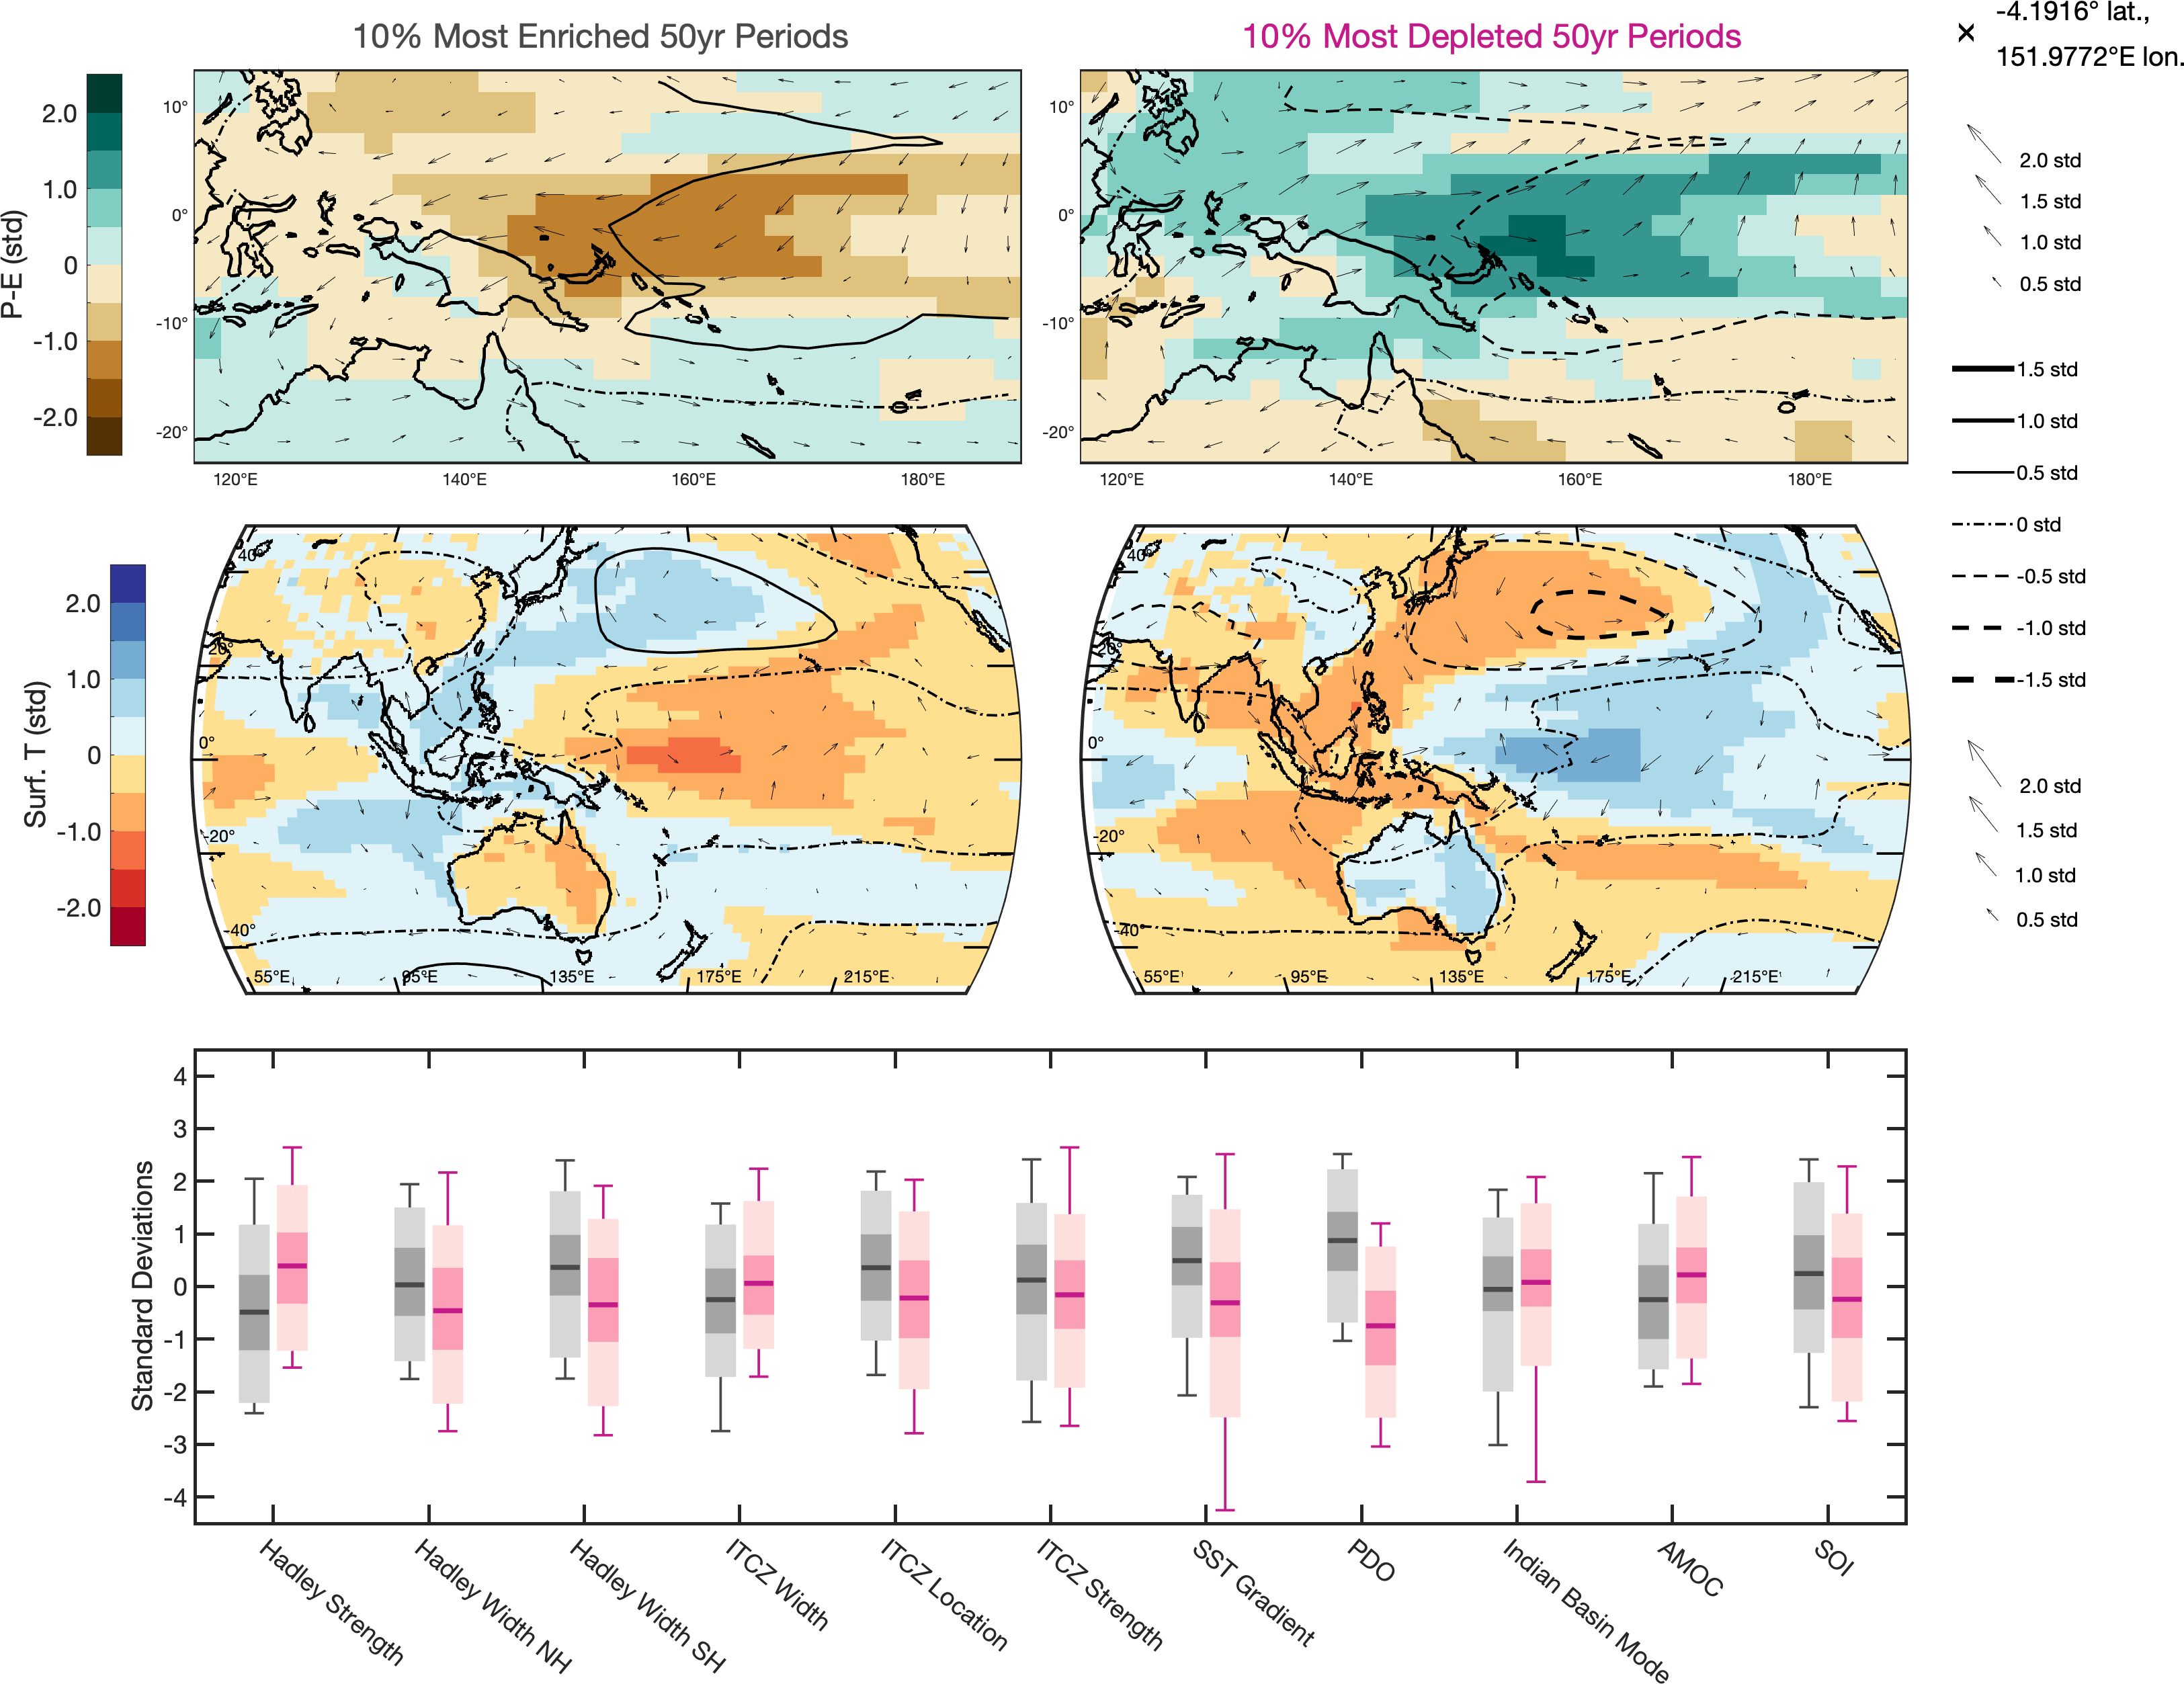 10% Most Enriched 50yr Periods
10% Most Depleted 50yr Periods
× -4.1916° lat.,
151.9772°E lon.
P-E (std)
2.0
1.0
0
-1.0
-2.0
10°
0°
-10°
-20°
120°E 140°E 160°E 180°E
10°
0°
-10°
-20°
120°E 140°E 160°E 180°E
2.0 std
1.5 std
1.0 std
0.5 std
1.5 std
1.0 std
0.5 std
0 std
-0.5 std
-1.0 std
-1.5 std
2.0 std
1.5 std
1.0 std
0.5 std
Surf. T (std)
2.0
1.0
0
-1.0
-2.0
40°
20°
0°
-20°
-40°
55°E 95°E 135°E 175°E 215°E
40°
20°
0°
-20°
-40°
55°E 95°E 135°E 175°E 215°E
Standard Deviations
4
3
2
1
0
-1
-2
-3
-4
Hadley Strength
Hadley Width NH
Hadley Width SH
ITCZ Width
ITCZ Location
ITCZ Strength
SST Gradient
PDO
Indian Basin Mode
AMOC
SOI